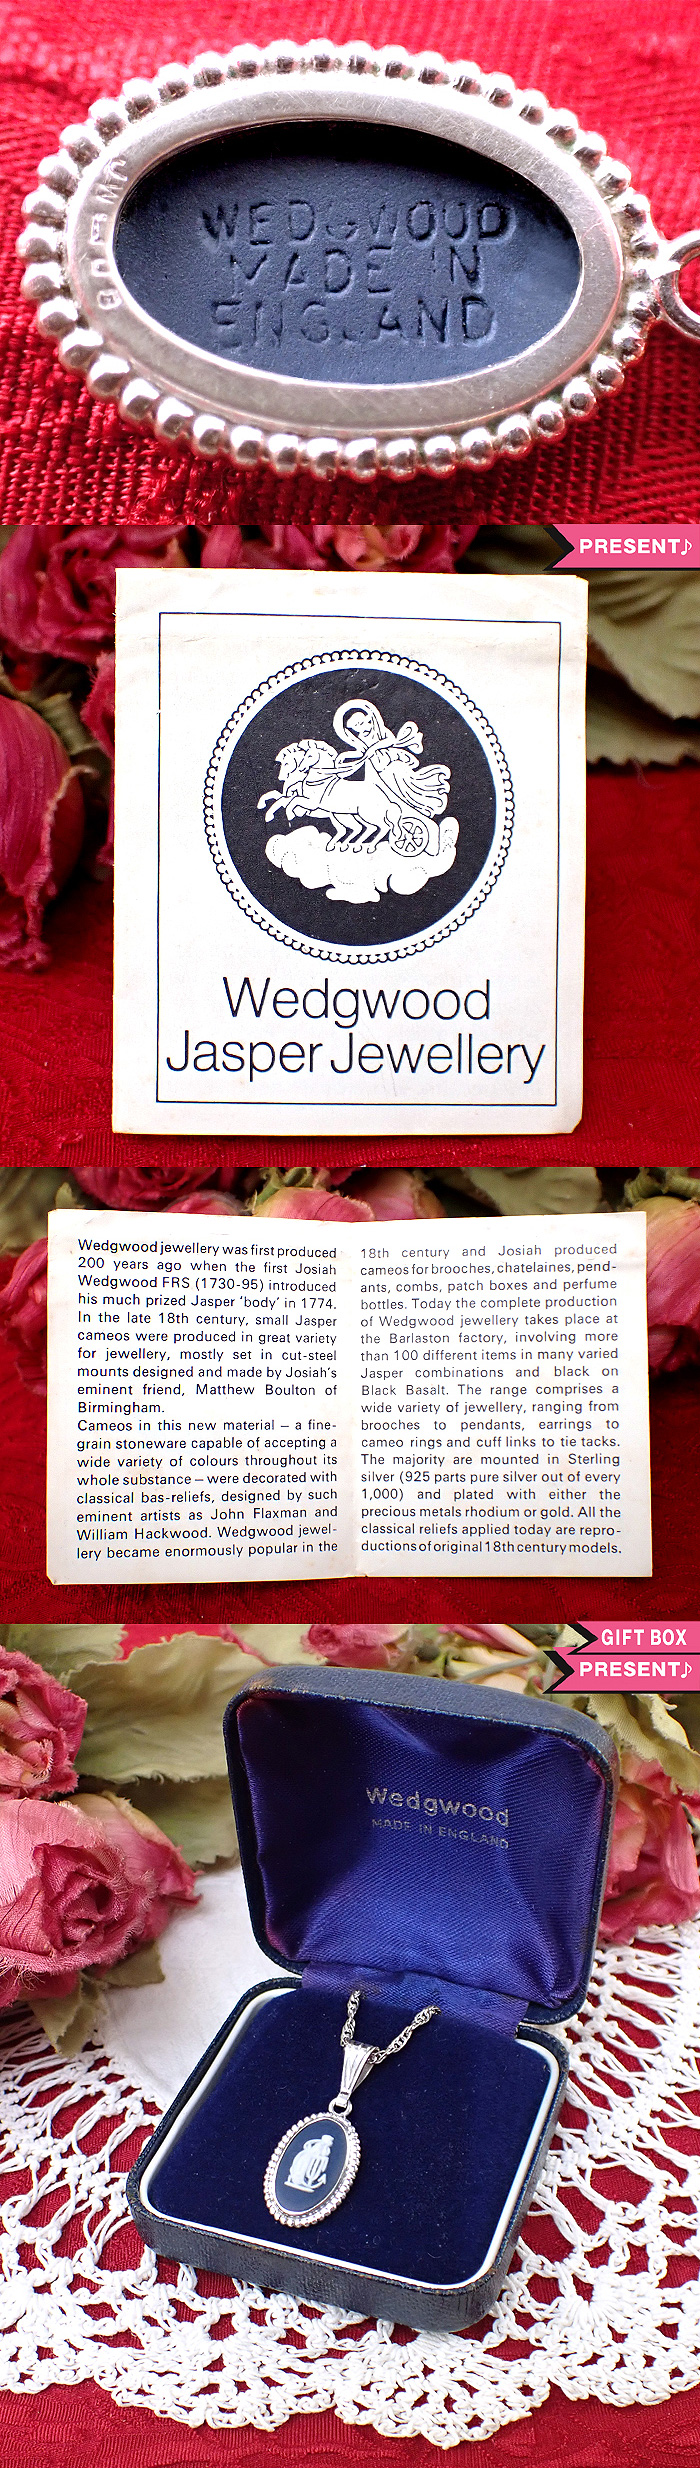 WEDGWOOD
MADE IN
ENGLAND
PRESENT♪
Wedgwood
Jasper Jewellery
Wedgwood jewellery was first produced
200 years ago when the first Josiah
Wedgwood FRS (1730-95) introduced
his much prized Jasper 'body' in 1774.
In the late 18th century, small Jasper
cameos were produced in great variety
for jewellery, mostly set in cut-steel
mounts designed and made by Josiah's
eminent friend, Matthew Boulton of
Birmingham.
Cameos in this new material – a fine-
grain stoneware capable of accepting a
wide variety of colours throughout its
whole substance – were decorated with
classical bas-reliefs, designed by such
eminent artists as John Flaxman and
William Hackwood. Wedgwood jewel-
lery became enormously popular in the
18th century and Josiah produced
cameos for brooches, chatelaines, pend-
ants, combs, patch boxes and perfume
bottles. Today the complete production
of Wedgwood jewellery takes place at
the Barlaston factory, involving more
than 100 different items in many varied
Jasper combinations and black on
Black Basalt. The range comprises a
wide variety of jewellery, ranging from
brooches to pendants, earrings to
cameo rings and cuff links to tie tacks.
The majority are mounted in Sterling
silver (925 parts pure silver out of every
1,000) and plated with either the
precious metals rhodium or gold. All the
classical reliefs applied today are repro-
ductions of original 18th century models.
GIFT BOX
PRESENT♪
Wedgwood
MADE IN ENGLAND